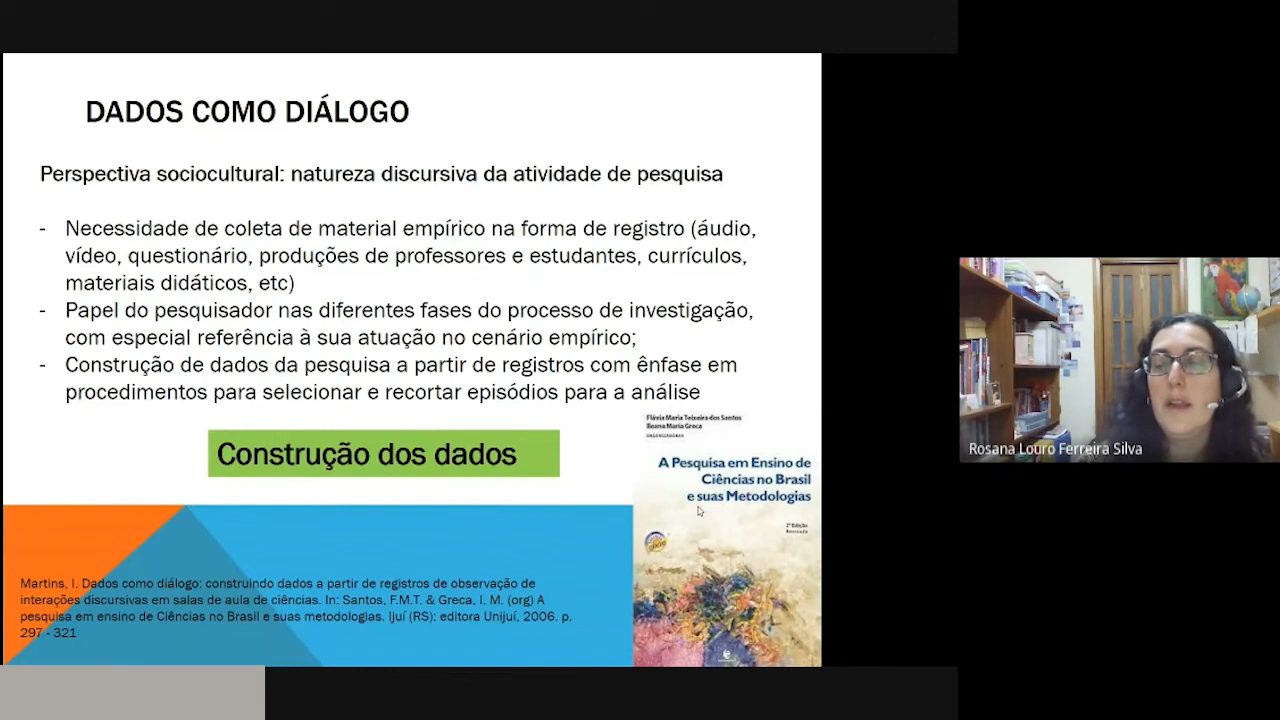 DADOS COMO DIÁLOGO
Perspectiva sociocultural: natureza discursiva da atividade de pesquisa
- Necessidade de coleta de material empírico na forma de registro (áudio,
vídeo, questionário, produções de professores e estudantes, currículos,
materiais didáticos, etc)
- Papel do pesquisador nas diferentes fases do processo de investigação,
com especial referência à sua atuação no cenário empírico;
- Construção de dados da pesquisa a partir de registros com ênfase em
procedimentos para selecionar e recortar episódios para a análise
Construção dos dados
Flávia Maria Teixeira dos Santos
Ileana Maria Greca
ORGANIZADORAS
A Pesquisa em Ensino de
Ciências no Brasil
e suas Metodologias
2ª Edição
Revisada
Martins, I. Dados como diálogo: construindo dados a partir de registros de observação de
interações discursivas em salas de aula de ciências. In: Santos, F.M.T. & Greca, I. M. (org) A
pesquisa em ensino de Ciências no Brasil e suas metodologias. Ijuí (RS): editora Unijuí, 2006. p.
297 - 321
Rosana Louro Ferreira Silva